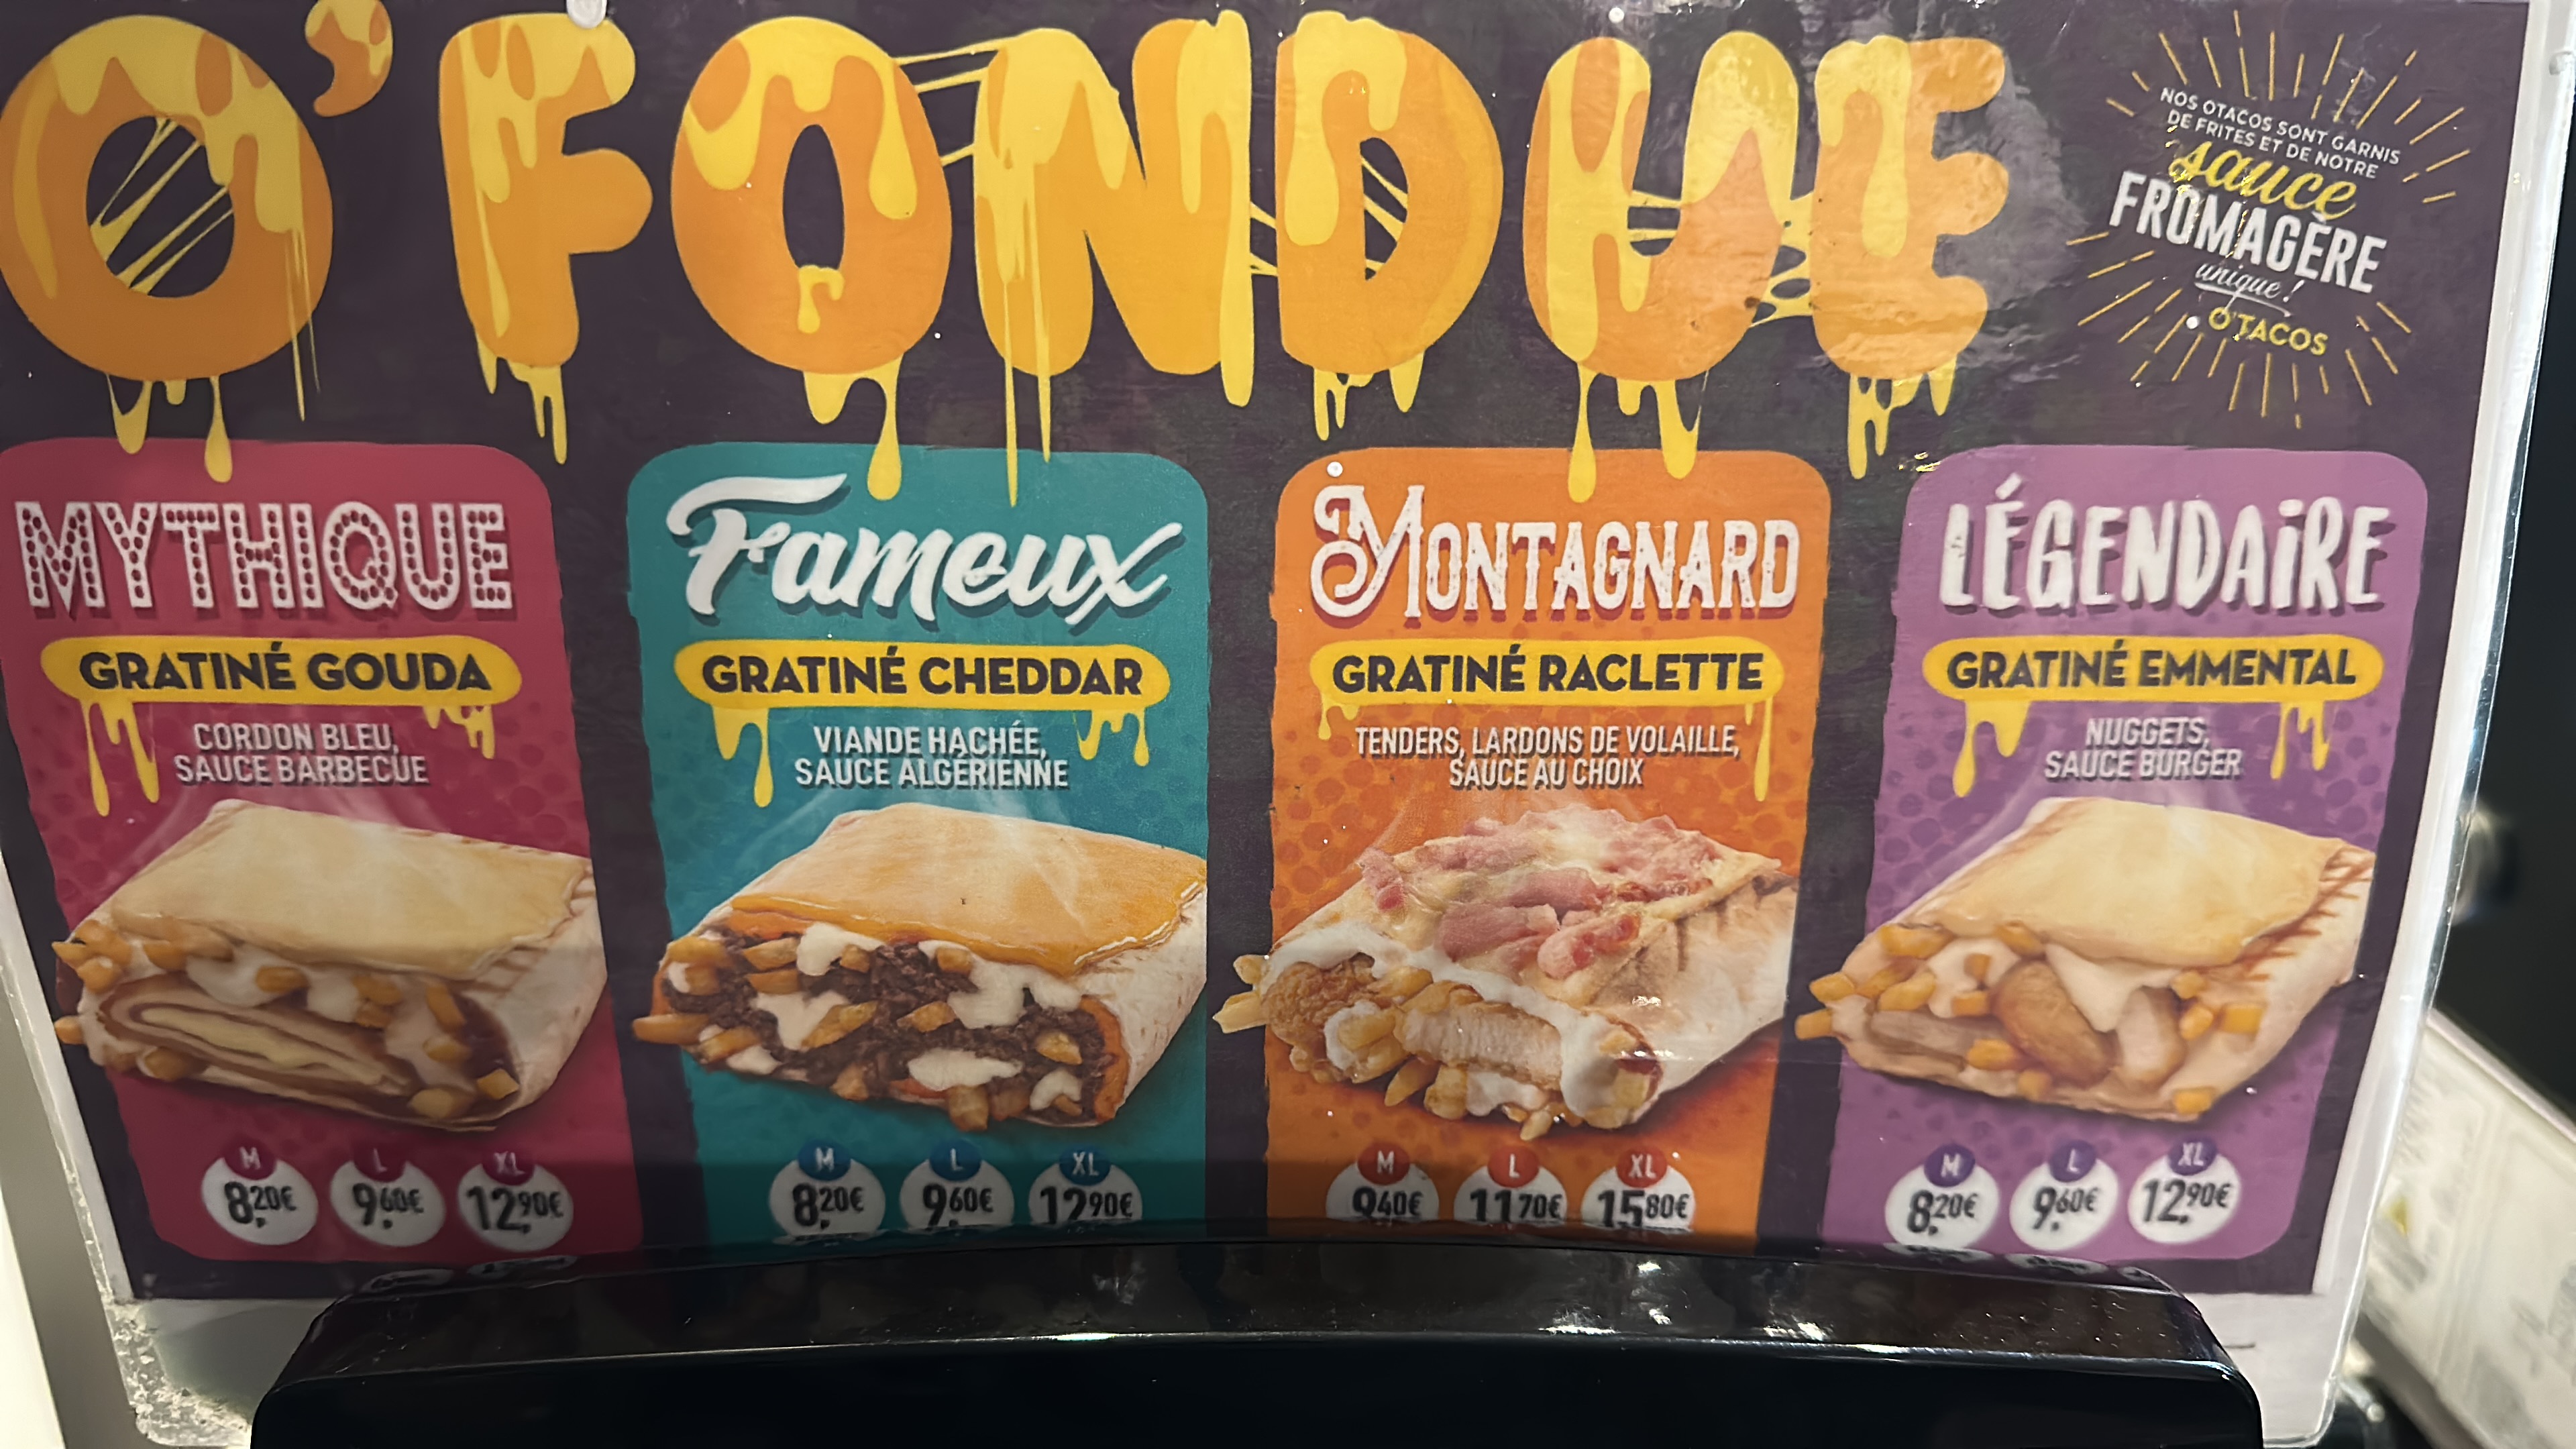 O'FONDUE
NOS OTACOS SONT GARNIS
DE FRITES ET DE NOTRE
sauce
FROMAGÈRE
unique!
O'TACOS
MYTHIQUE
GRATINÉ GOUDA
CORDON BLEU,
SAUCE BARBECUE
M L XL
8,20€ 9,60€ 12,90€
Fameux
GRATINÉ CHEDDAR
VIANDE HACHÉE,
SAUCE ALGÉRIENNE
M L XL
8,20€ 9,60€ 12,90€
MONTAGNARD
GRATINÉ RACLETTE
TENDERS, LARDONS DE VOLAILLE,
SAUCE AU CHOIX
M L XL
9,40€ 11,70€ 15,80€
LÉGENDAIRE
GRATINÉ EMMENTAL
NUGGETS,
SAUCE BURGER
M L XL
8,20€ 9,60€ 12,90€